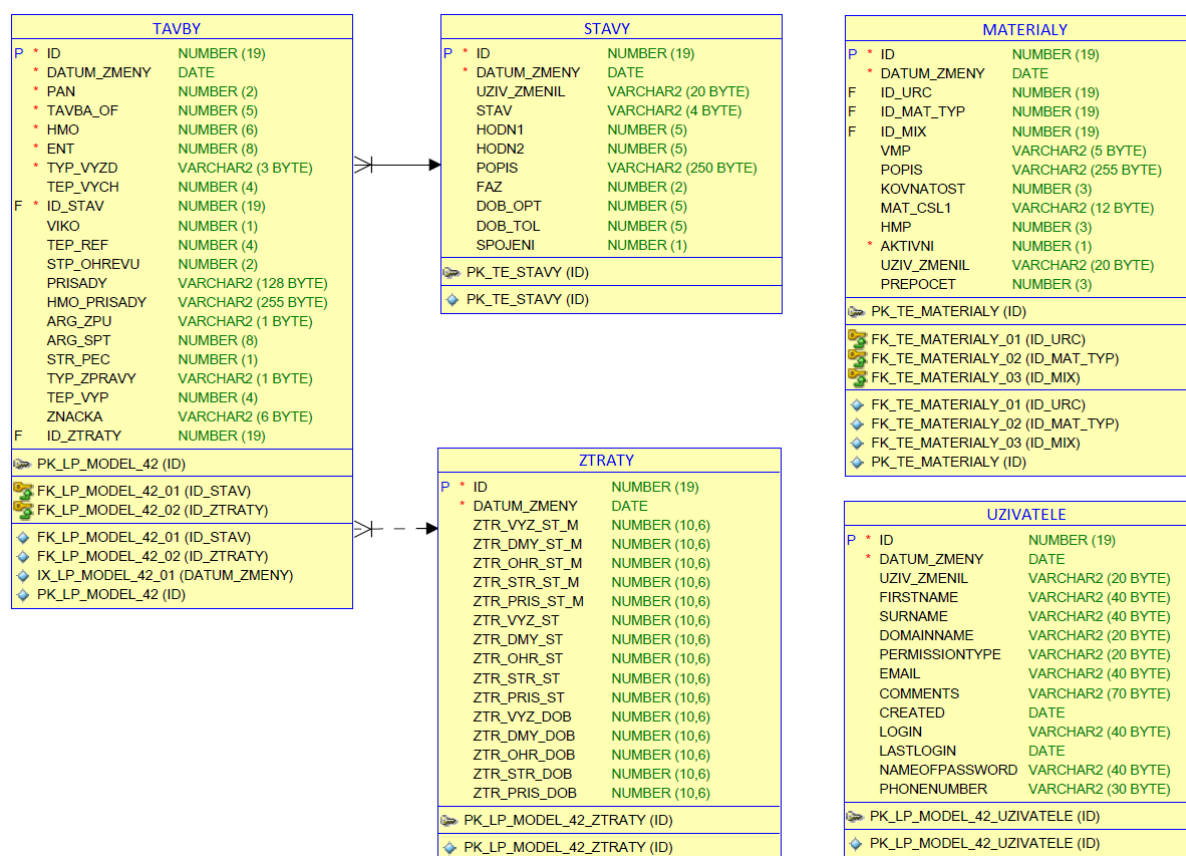 TAVBY
P * ID NUMBER (19)
* DATUM_ZMENY DATE
* PAN NUMBER (2)
* TAVBA_OF NUMBER (5)
* HMO NUMBER (6)
* ENT NUMBER (8)
* TYP_VYZD VARCHAR2 (3 BYTE)
TEP_VYCH NUMBER (4)
F * ID_STAV NUMBER (19)
VIKO NUMBER (1)
TEP_REF NUMBER (4)
STP_OHREVU NUMBER (2)
PRISADY VARCHAR2 (128 BYTE)
HMO_PRISADY VARCHAR2 (255 BYTE)
ARG_ZPU VARCHAR2 (1 BYTE)
ARG_SPT NUMBER (8)
STR_PEC NUMBER (1)
TYP_ZPRAVY VARCHAR2 (1 BYTE)
TEP_VYP NUMBER (4)
ZNACKA VARCHAR2 (6 BYTE)
F ID_ZTRATY NUMBER (19)
PK_LP_MODEL_42 (ID)
FK_LP_MODEL_42_01 (ID_STAV)
FK_LP_MODEL_42_02 (ID_ZTRATY)
FK_LP_MODEL_42_01 (ID_STAV)
FK_LP_MODEL_42_02 (ID_ZTRATY)
IX_LP_MODEL_42_01 (DATUM_ZMENY)
PK_LP_MODEL_42 (ID)
STAVY
P * ID NUMBER (19)
* DATUM_ZMENY DATE
UZIV_ZMENIL VARCHAR2 (20 BYTE)
STAV VARCHAR2 (4 BYTE)
HODN1 NUMBER (5)
HODN2 NUMBER (5)
POPIS VARCHAR2 (250 BYTE)
FAZ NUMBER (2)
DOB_OPT NUMBER (5)
DOB_TOL NUMBER (5)
SPOJENI NUMBER (1)
PK_TE_STAVY (ID)
PK_TE_STAVY (ID)
ZTRATY
P * ID NUMBER (19)
* DATUM_ZMENY DATE
ZTR_VYZ_ST_M NUMBER (10,6)
ZTR_DMY_ST_M NUMBER (10,6)
ZTR_OHR_ST_M NUMBER (10,6)
ZTR_STR_ST_M NUMBER (10,6)
ZTR_PRIS_ST_M NUMBER (10,6)
ZTR_VYZ_ST NUMBER (10,6)
ZTR_DMY_ST NUMBER (10,6)
ZTR_OHR_ST NUMBER (10,6)
ZTR_STR_ST NUMBER (10,6)
ZTR_PRIS_ST NUMBER (10,6)
ZTR_VYZ_DOB NUMBER (10,6)
ZTR_DMY_DOB NUMBER (10,6)
ZTR_OHR_DOB NUMBER (10,6)
ZTR_STR_DOB NUMBER (10,6)
ZTR_PRIS_DOB NUMBER (10,6)
PK_LP_MODEL_42_ZTRATY (ID)
PK_LP_MODEL_42_ZTRATY (ID)
MATERIALY
P * ID NUMBER (19)
* DATUM_ZMENY DATE
F ID_URC NUMBER (19)
F ID_MAT_TYP NUMBER (19)
F ID_MIX NUMBER (19)
VMP VARCHAR2 (5 BYTE)
POPIS VARCHAR2 (255 BYTE)
KOVNATOST NUMBER (3)
MAT_CSL1 VARCHAR2 (12 BYTE)
HMP NUMBER (3)
* AKTIVNI NUMBER (1)
UZIV_ZMENIL VARCHAR2 (20 BYTE)
PREPOCET NUMBER (3)
PK_TE_MATERIALY (ID)
FK_TE_MATERIALY_01 (ID_URC)
FK_TE_MATERIALY_02 (ID_MAT_TYP)
FK_TE_MATERIALY_03 (ID_MIX)
FK_TE_MATERIALY_01 (ID_URC)
FK_TE_MATERIALY_02 (ID_MAT_TYP)
FK_TE_MATERIALY_03 (ID_MIX)
PK_TE_MATERIALY (ID)
UZIVATELE
P * ID NUMBER (19)
* DATUM_ZMENY DATE
UZIV_ZMENIL VARCHAR2 (20 BYTE)
FIRSTNAME VARCHAR2 (40 BYTE)
SURNAME VARCHAR2 (40 BYTE)
DOMAINNAME VARCHAR2 (20 BYTE)
PERMISSIONTYPE VARCHAR2 (20 BYTE)
EMAIL VARCHAR2 (40 BYTE)
COMMENTS VARCHAR2 (70 BYTE)
CREATED DATE
LOGIN VARCHAR2 (40 BYTE)
LASTLOGIN DATE
NAMEOFPASSWORD VARCHAR2 (40 BYTE)
PHONENUMBER VARCHAR2 (30 BYTE)
PK_LP_MODEL_42_UZIVATELE (ID)
PK_LP_MODEL_42_UZIVATELE (ID)